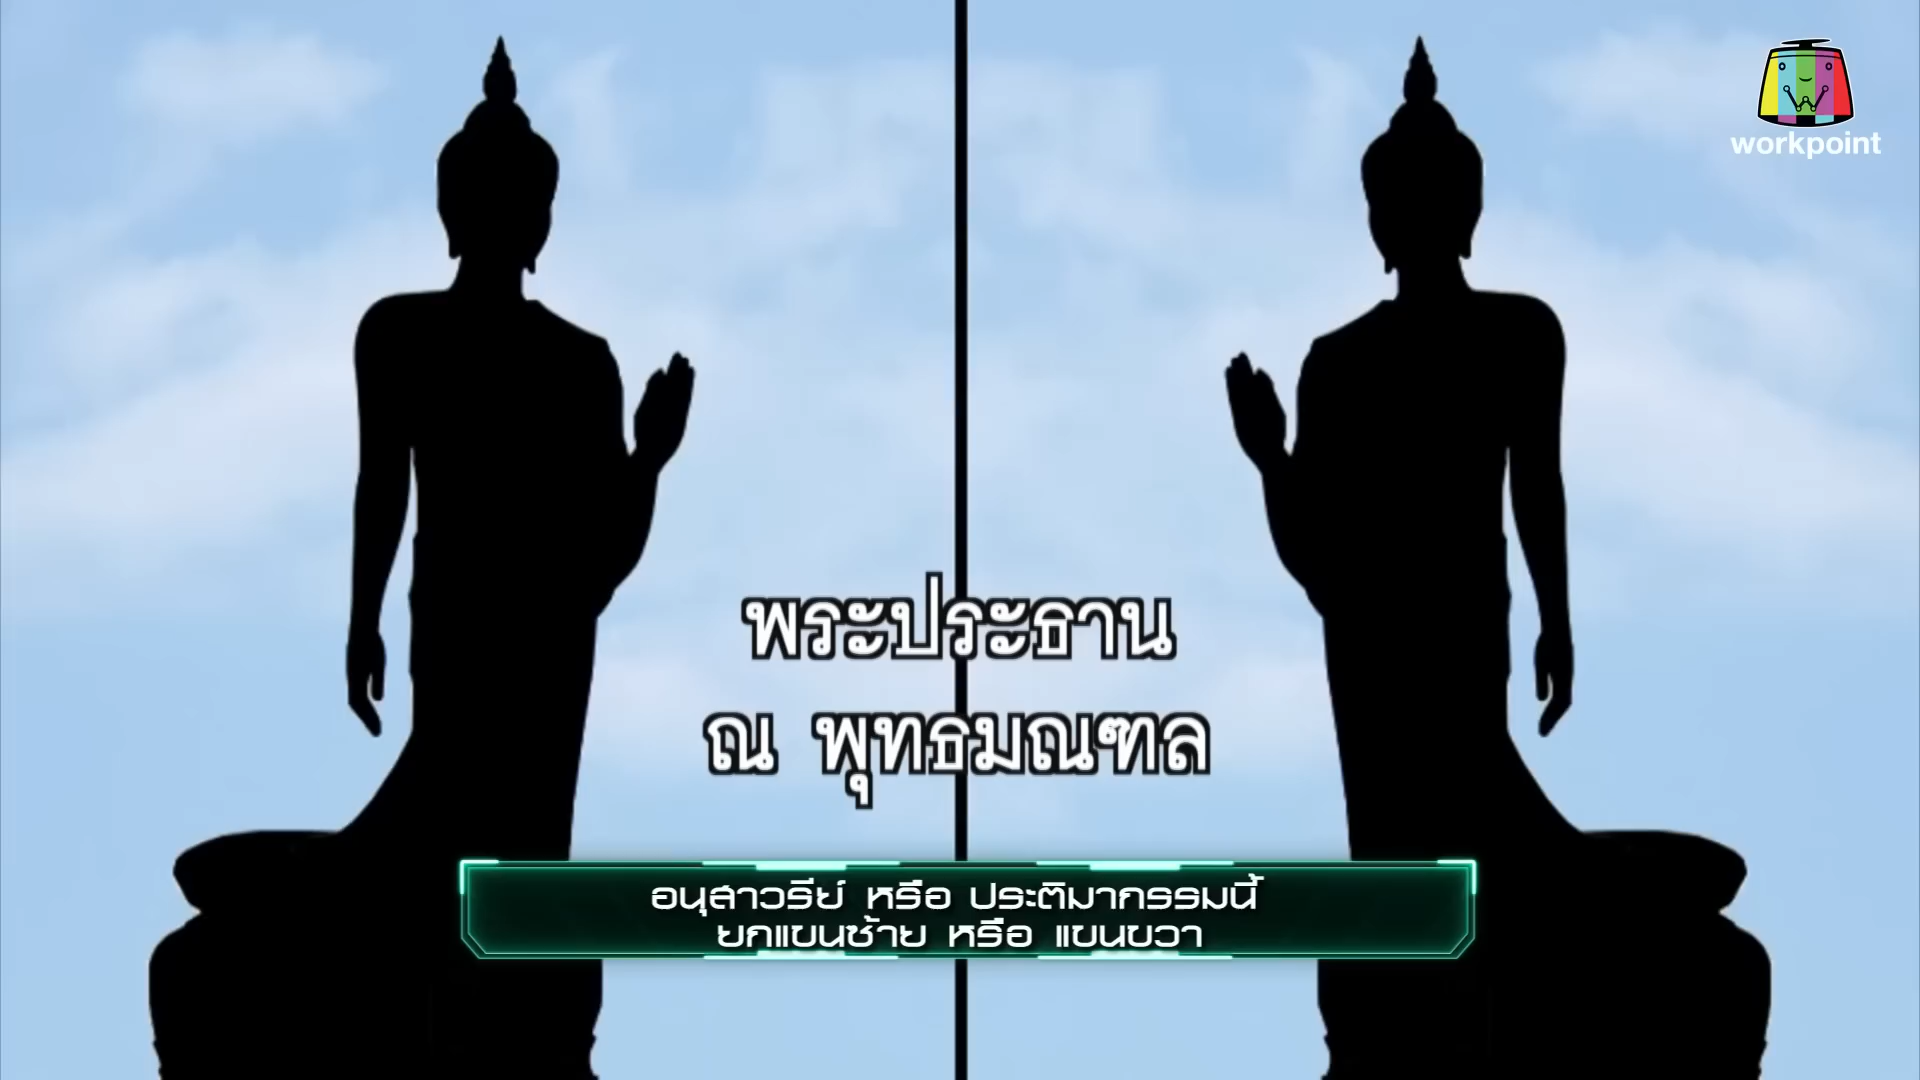 workpoint
พระประธาน
ณ พุทธมณฑล
อนุสาวรีย์ หรือ ประติมากรรมนี้
ยกแขนซ้าย หรือ แขนขวา